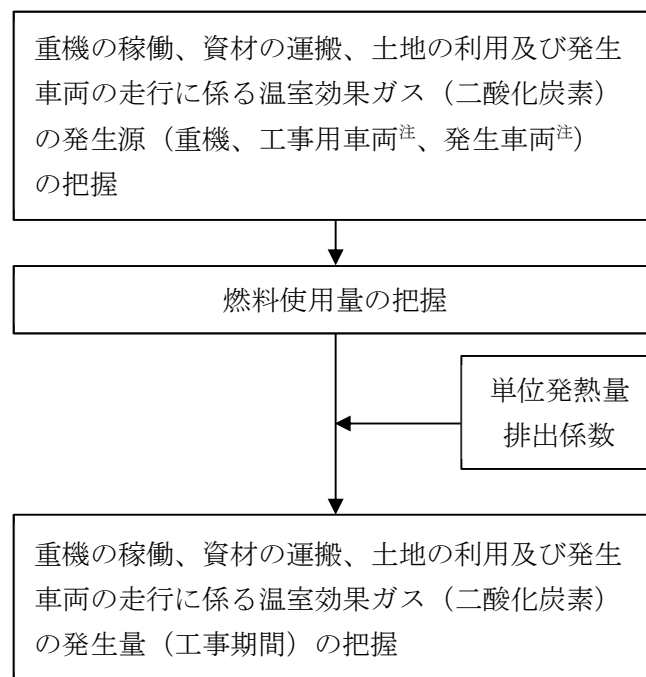 重機の稼働、資材の運搬、土地の利用及び発生
車両の走行に係る温室効果ガス（二酸化炭素）
の発生源（重機、工事用車両注、発生車両注）
の把握
燃料使用量の把握
単位発熱量
排出係数
重機の稼働、資材の運搬、土地の利用及び発生
車両の走行に係る温室効果ガス（二酸化炭素）
の発生量（工事期間）の把握